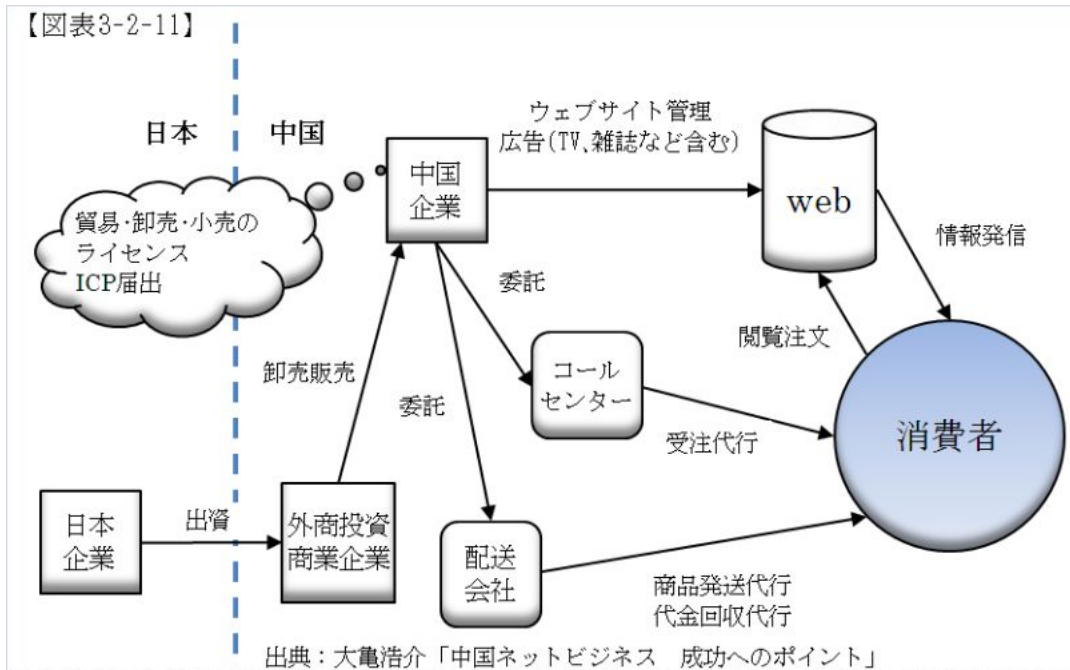 【図表3-2-11】
日本
中国
ウェブサイト管理
広告(TV､雑誌など含む)
中国
企業
web
貿易･卸売･小売の
ライセンス
ICP届出
情報発信
委託
閲覧注文
卸売販売
コール
センター
委託
受注代行
消費者
日本
企業
出資
外商投資
商業企業
配送
会社
商品発送代行
代金回収代行
出典：大亀浩介「中国ネットビジネス　成功へのポイント」